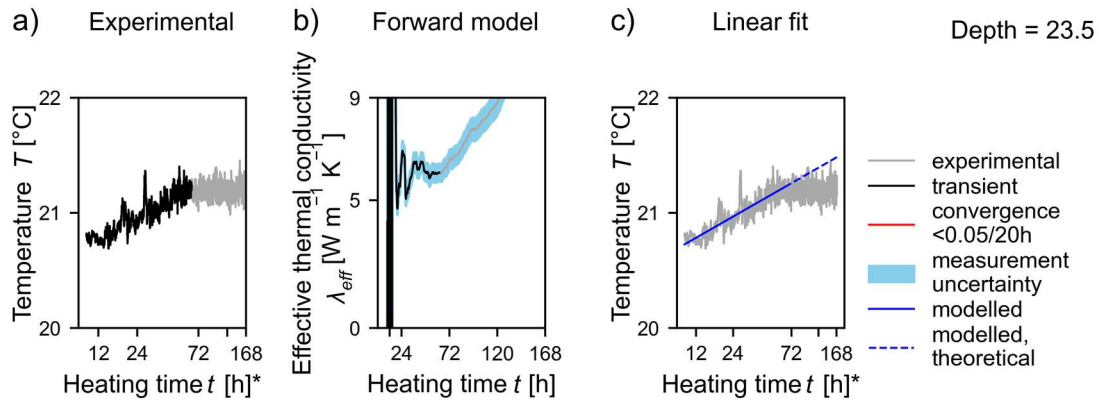 a) Experimental
b) Forward model
c) Linear fit
Depth = 23.5
Temperature T [°C]
22
21
20
12 24 72 168
Heating time t [h]*
Effective thermal conductivity
λeff [W m⁻¹ K⁻¹]
9
5
0
24 72 120 168
Heating time t [h]
Temperature T [°C]
22
21
20
12 24 72 168
Heating time t [h]*
experimental
transient
convergence
<0.05/20h
measurement
uncertainty
modelled
modelled,
theoretical